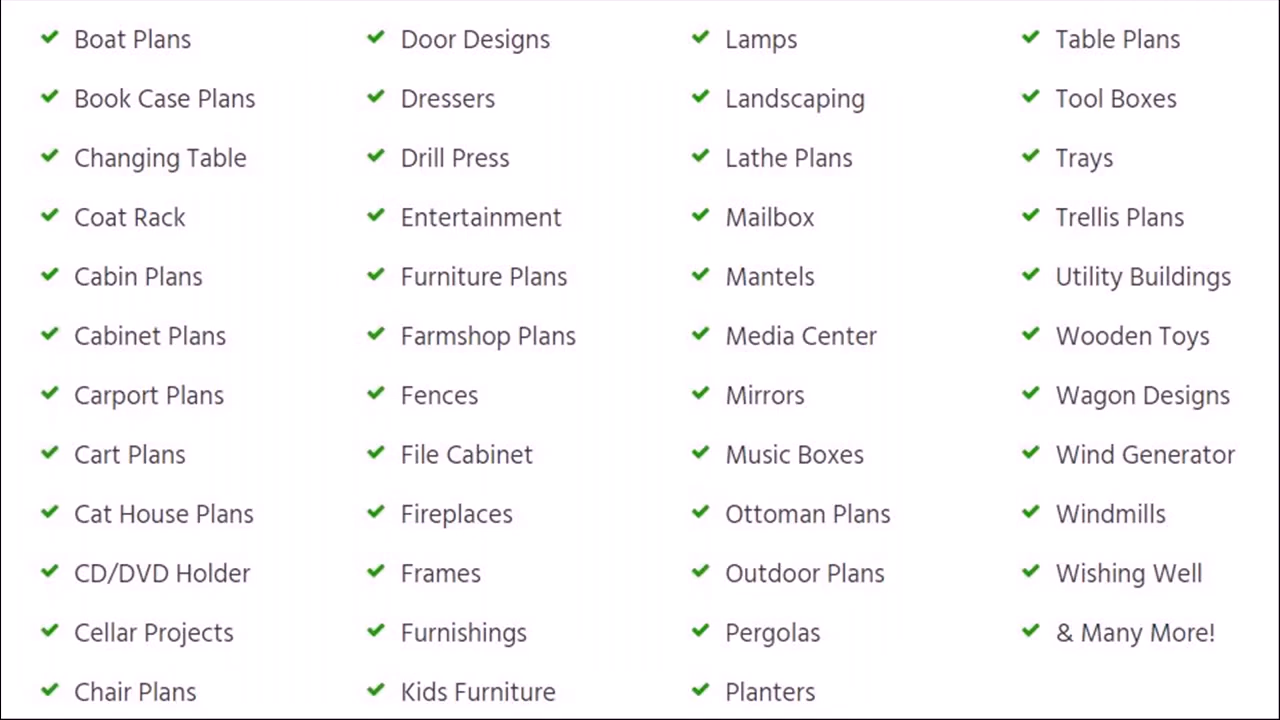 Boat Plans
Book Case Plans
Changing Table
Coat Rack
Cabin Plans
Cabinet Plans
Carport Plans
Cart Plans
Cat House Plans
CD/DVD Holder
Cellar Projects
Chair Plans
Door Designs
Dressers
Drill Press
Entertainment
Furniture Plans
Farmshop Plans
Fences
File Cabinet
Fireplaces
Frames
Furnishings
Kids Furniture
Lamps
Landscaping
Lathe Plans
Mailbox
Mantels
Media Center
Mirrors
Music Boxes
Ottoman Plans
Outdoor Plans
Pergolas
Planters
Table Plans
Tool Boxes
Trays
Trellis Plans
Utility Buildings
Wooden Toys
Wagon Designs
Wind Generator
Windmills
Wishing Well
& Many More!